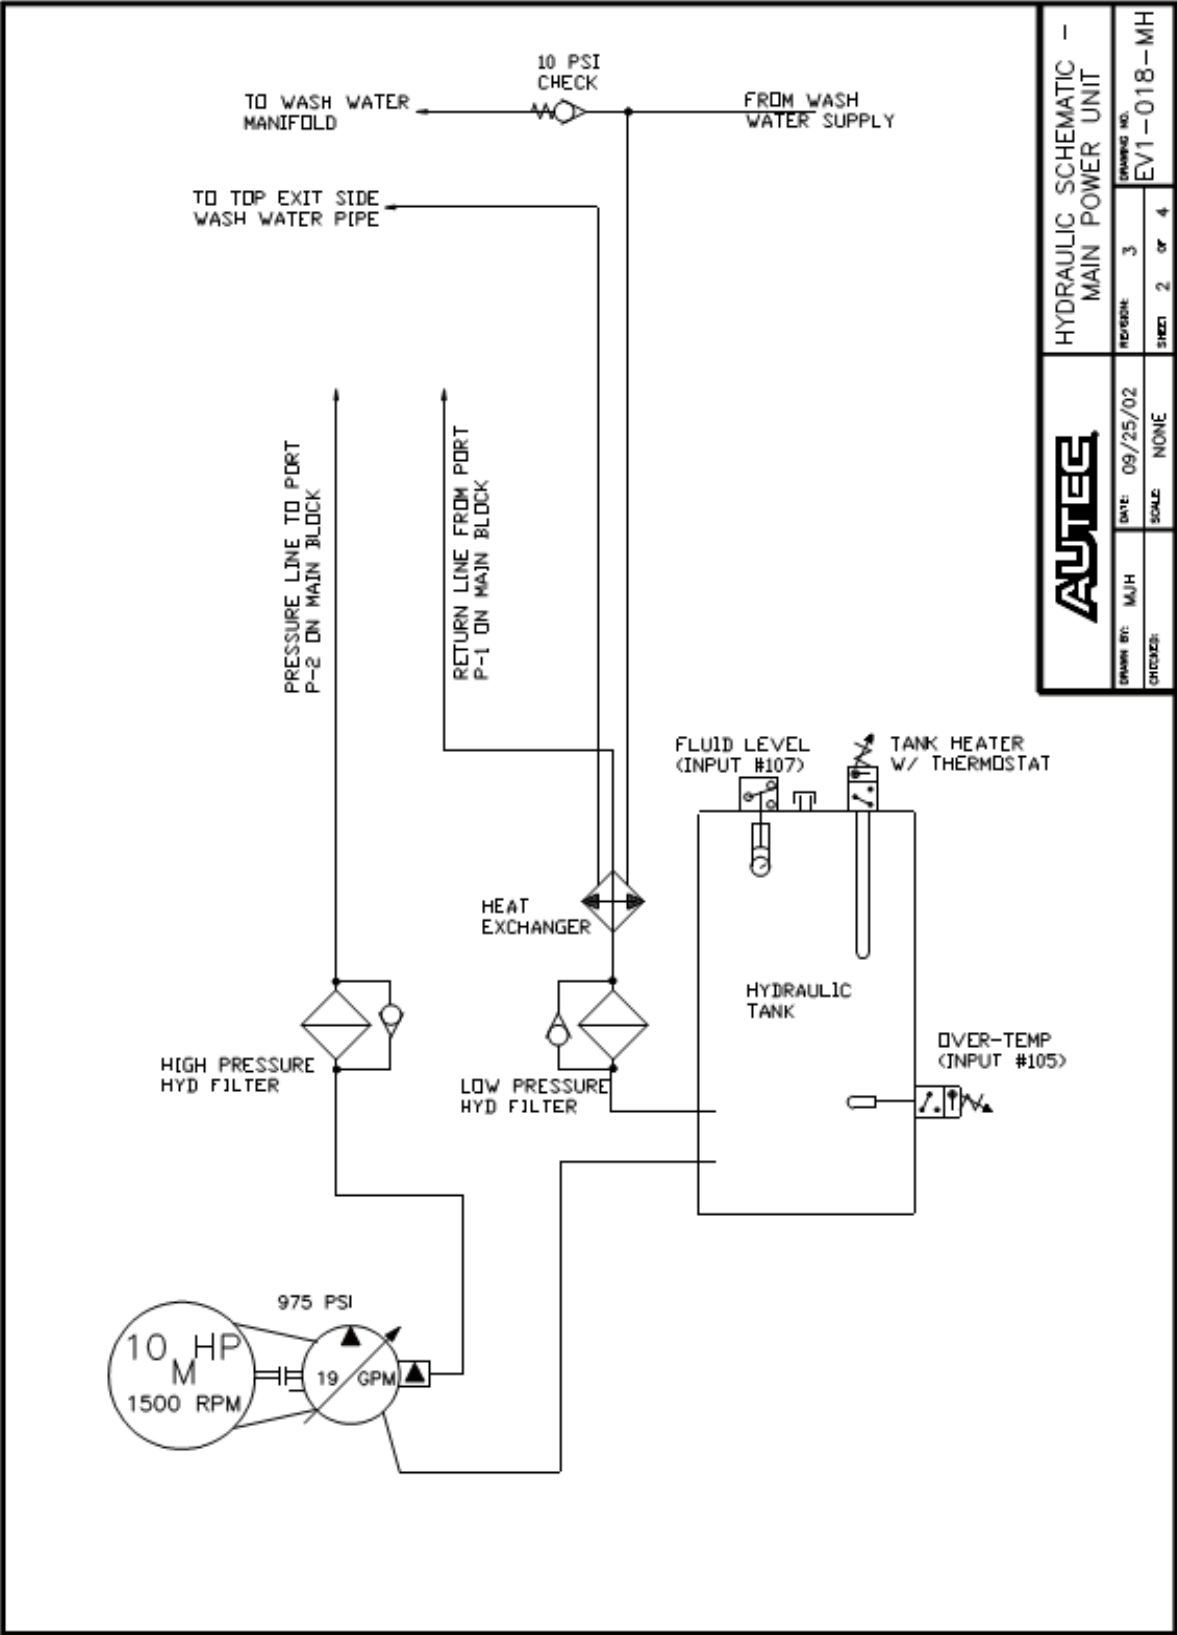 10 PSI
CHECK
TO WASH WATER
MANIFOLD
FROM WASH
WATER SUPPLY
TO TOP EXIT SIDE
WASH WATER PIPE
PRESSURE LINE TO PORT
P-2 ON MAIN BLOCK
RETURN LINE FROM PORT
P-1 ON MAIN BLOCK
FLUID LEVEL
(INPUT #107)
TANK HEATER
W/ THERMOSTAT
HEAT
EXCHANGER
HYDRAULIC
TANK
OVER-TEMP
(INPUT #105)
HIGH PRESSURE
HYD FILTER
LOW PRESSURE
HYD FILTER
975 PSI
10 HP
M
1500 RPM
19 GPM
HYDRAULIC SCHEMATIC -
MAIN POWER UNIT
AUTEC
DRAWING NO.
EV1-018-MH
REVISION: 3
SHEET 2 OF 4
DATE: 09/25/02
SCALE: NONE
DRAWN BY: MJH
CHECKED: